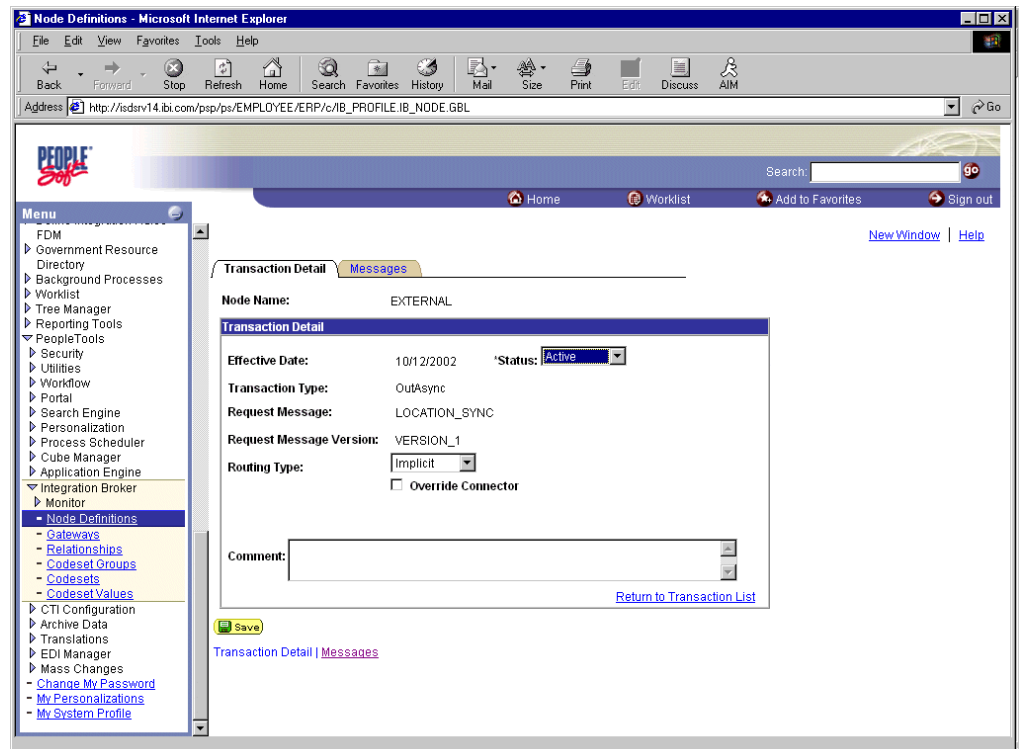 Node Definitions - Microsoft Internet Explorer
File Edit View Favorites Tools Help
Back Forward Stop Refresh Home Search Favorites History Mail Size Print Edit Discuss AIM
Address http://isdsrv14.ibi.com/psp/ps/EMPLOYEE/ERP/c/IB_PROFILE.IB_NODE.GBL Go
PEOPLE
Soft
Search: go
Home Worklist Add to Favorites Sign out
Menu
New Window | Help
FDM
Government Resource
Directory
Background Processes
Worklist
Tree Manager
Reporting Tools
PeopleTools
Security
Utilities
Workflow
Portal
Search Engine
Personalization
Process Scheduler
Cube Manager
Application Engine
Integration Broker
Monitor
- Node Definitions
- Gateways
- Relationships
- Codeset Groups
- Codesets
- Codeset Values
CTI Configuration
Archive Data
Translations
EDI Manager
Mass Changes
- Change My Password
- My Personalizations
- My System Profile
Transaction Detail Messages
Node Name: EXTERNAL
Transaction Detail
Effective Date: 10/12/2002 *Status: Active
Transaction Type: OutAsync
Request Message: LOCATION_SYNC
Request Message Version: VERSION_1
Routing Type: Implicit
Override Connector
Comment:
Return to Transaction List
Save
Transaction Detail | Messages